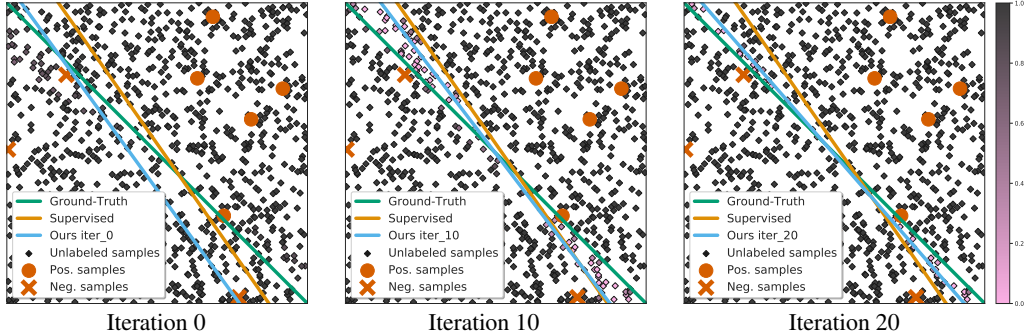 Ground-Truth
Supervised
Ours iter_0
Unlabeled samples
Pos. samples
Neg. samples
Iteration 0
Ground-Truth
Supervised
Ours iter_10
Unlabeled samples
Pos. samples
Neg. samples
Iteration 10
Ground-Truth
Supervised
Ours iter_20
Unlabeled samples
Pos. samples
Neg. samples
Iteration 20
1.0
0.8
0.6
0.4
0.2
0.0